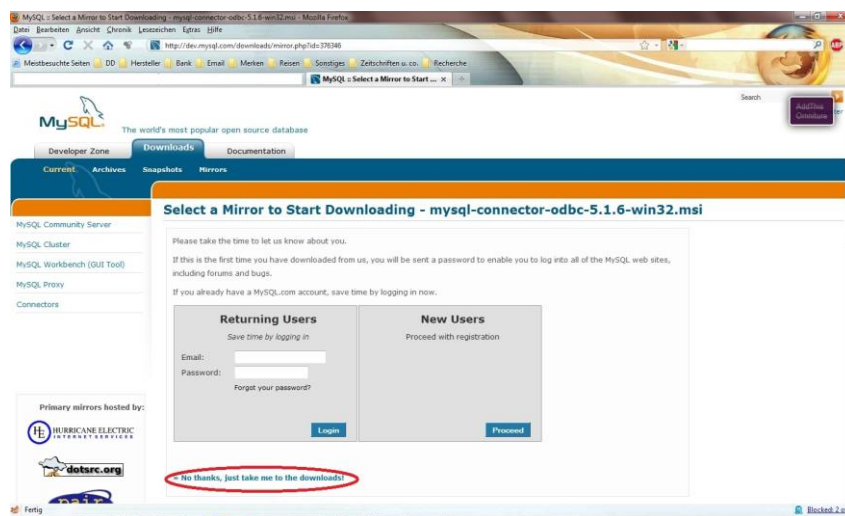 MySQL :: Select a Mirror to Start Downloading - mysql-connector-odbc-5.1.6-win32.msi - Mozilla Firefox
Datei Bearbeiten Ansicht Chronik Lesezeichen Extras Hilfe
http://dev.mysql.com/downloads/mirror.php?id=376346
Meistbesuchte Seiten DD Hersteller Bank Email Merken Reisen Sonstiges Zeitschriften u. co. Recherche
MySQL :: Select a Mirror to Start ...
Search
MySQL
The world's most popular open source database
AddThis
Omniture
Developer Zone Downloads Documentation
Current Archives Snapshots Mirrors
Select a Mirror to Start Downloading - mysql-connector-odbc-5.1.6-win32.msi
MySQL Community Server
MySQL Cluster
MySQL Workbench (GUI Tool)
MySQL Proxy
Connectors
Please take the time to let us know about you.
If this is the first time you have downloaded from us, you will be sent a password to enable you to log into all of the MySQL web sites,
including forums and bugs.
If you already have a MySQL.com account, save time by logging in now.
Returning Users
Save time by logging in
Email:
Password:
Forgot your password?
Login
New Users
Proceed with registration
Proceed
» No thanks, just take me to the downloads!
Primary mirrors hosted by:
HE HURRICANE ELECTRIC
INTERNET SERVICES
dotsrc.org
pair
Fertig
Blocked: 2